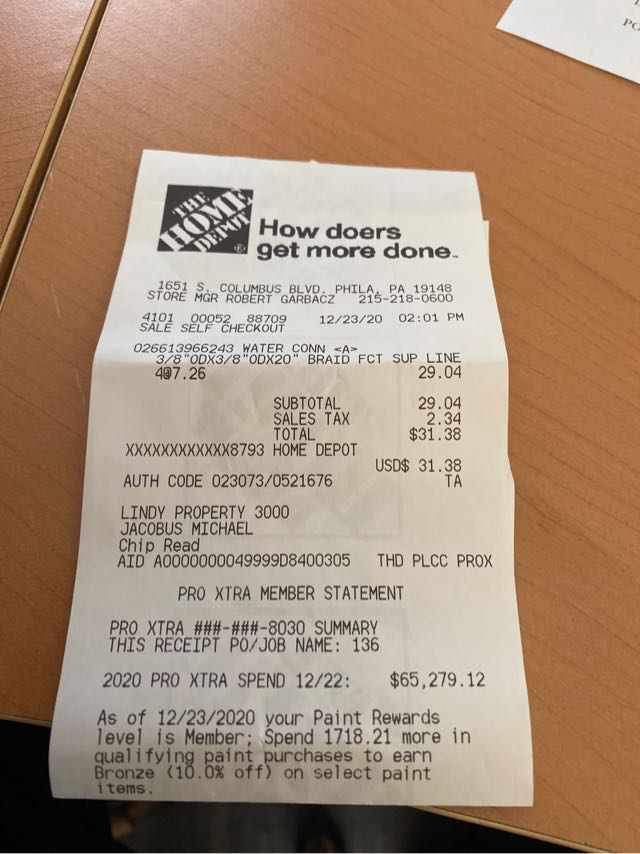 THE
HOME
DEPOT
How doers
get more done.
1651 S. COLUMBUS BLVD. PHILA, PA 19148
STORE MGR ROBERT GARBACZ 215-218-0600
4101 00052 88709 12/23/20 02:01 PM
SALE SELF CHECKOUT
026613966243 WATER CONN <A>
3/8"ODX3/8"ODX20" BRAID FCT SUP LINE
4@7.26 29.04
SUBTOTAL 29.04
SALES TAX 2.34
TOTAL $31.38
XXXXXXXXXXXX8793 HOME DEPOT
USD$ 31.38
AUTH CODE 023073/0521676 TA
LINDY PROPERTY 3000
JACOBUS MICHAEL
Chip Read
AID A0000000049999D8400305 THD PLCC PROX
PRO XTRA MEMBER STATEMENT
PRO XTRA ###-###-8030 SUMMARY
THIS RECEIPT PO/JOB NAME: 136
2020 PRO XTRA SPEND 12/22: $65,279.12
As of 12/23/2020 your Paint Rewards
level is Member; Spend 1718.21 more in
qualifying paint purchases to earn
Bronze (10.0% off) on select paint
items.